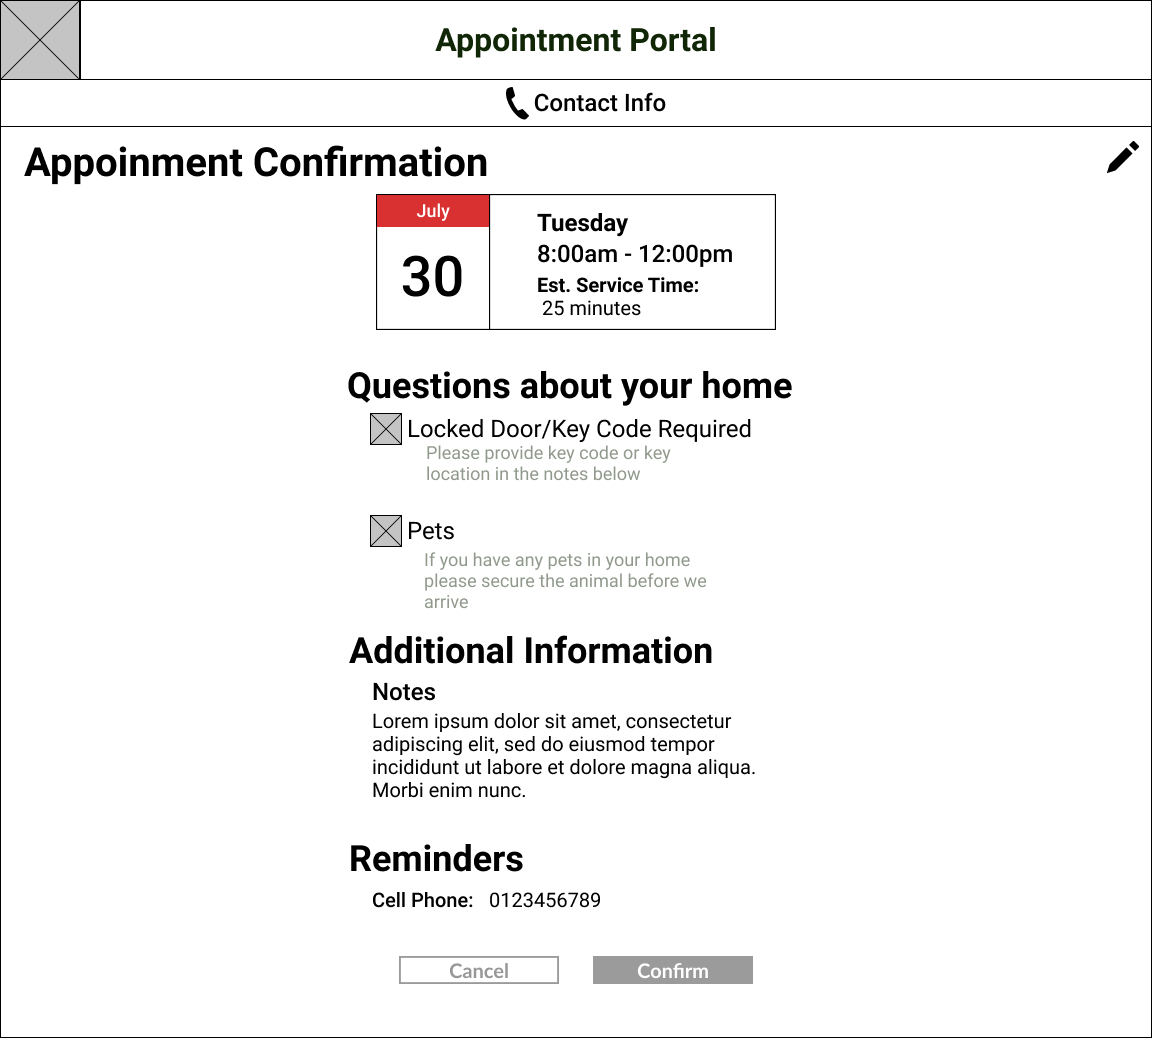 Appointment Portal
Contact Info
Appoinment Confirmation
July
30
Tuesday
8:00am - 12:00pm
Est. Service Time:
25 minutes
Questions about your home
Locked Door/Key Code Required
Please provide key code or key
location in the notes below
Pets
If you have any pets in your home
please secure the animal before we
arrive
Additional Information
Notes
Lorem ipsum dolor sit amet, consectetur
adipiscing elit, sed do eiusmod tempor
incididunt ut labore et dolore magna aliqua.
Morbi enim nunc.
Reminders
Cell Phone: 0123456789
Cancel Confirm